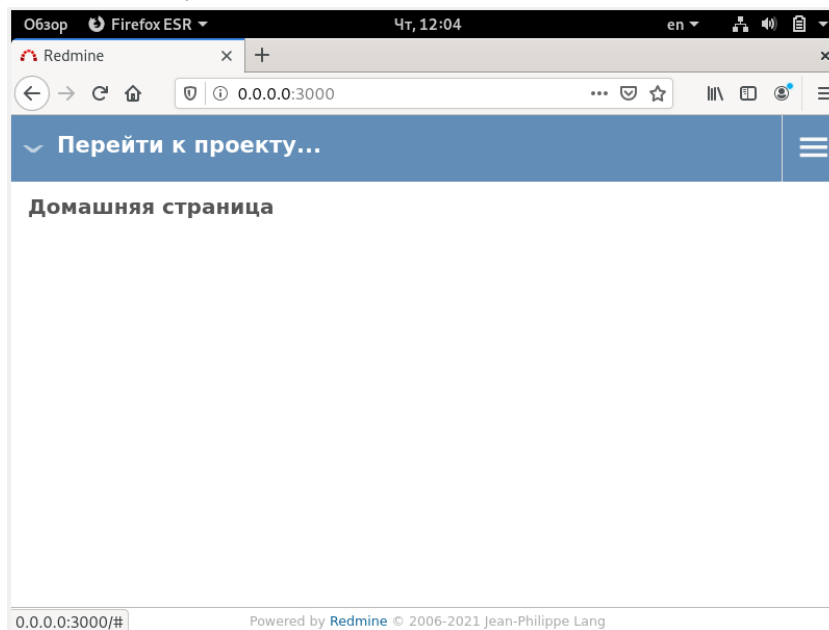 Обзор Firefox ESR Чт, 12:04 en
Redmine
0.0.0.0:3000
Перейти к проекту...
Домашняя страница
0.0.0.0:3000/# Powered by Redmine © 2006-2021 Jean-Philippe Lang